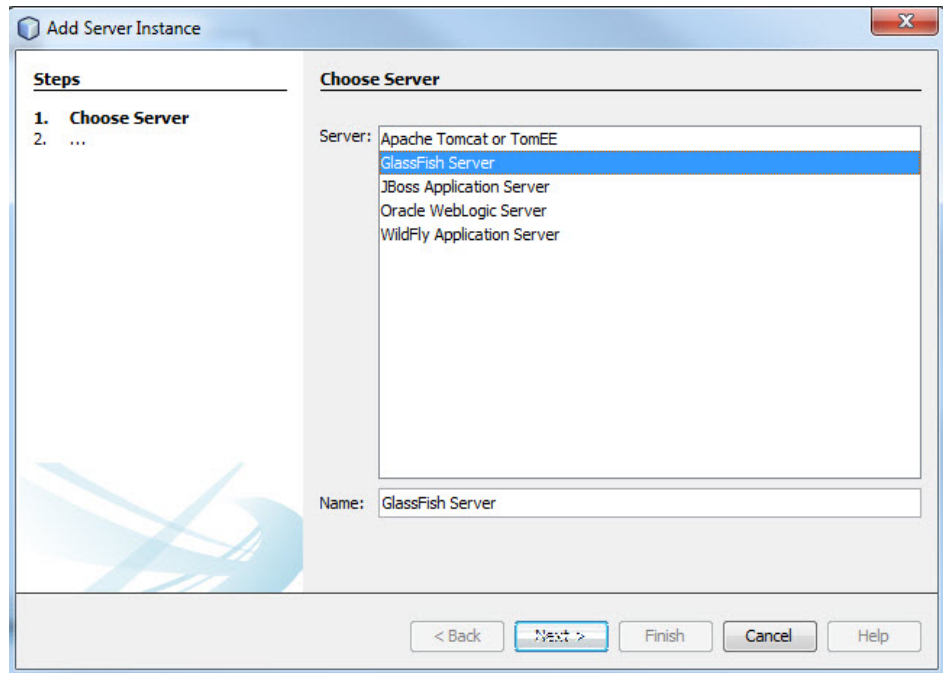 Add Server Instance
Steps
1. Choose Server
2. ...
Choose Server
Server:
Apache Tomcat or TomEE
GlassFish Server
JBoss Application Server
Oracle WebLogic Server
WildFly Application Server
Name: GlassFish Server
< Back Next > Finish Cancel Help